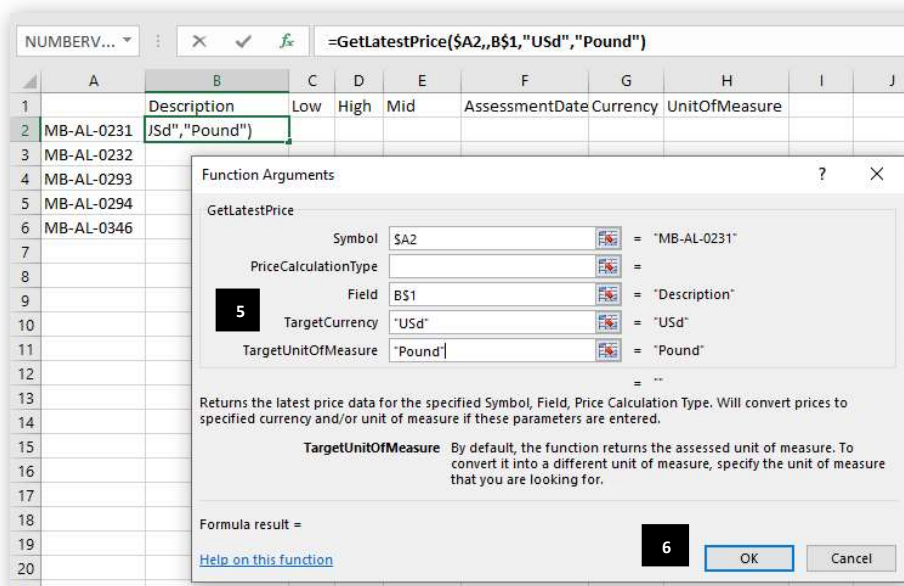 NUMBERV... fx =GetLatestPrice($A2,,B$1,"USd","Pound")
A B C D E F G H I J
1 Description Low High Mid AssessmentDate Currency UnitOfMeasure
2 MB-AL-0231 JSd","Pound")
3 MB-AL-0232
4 MB-AL-0293
5 MB-AL-0294
6 MB-AL-0346
7
8
9
10
11
12
13
14
15
16
17
18
19
20
Function Arguments ? ×
GetLatestPrice
Symbol $A2 = "MB-AL-0231"
PriceCalculationType =
Field B$1 = "Description"
5
TargetCurrency "USd" = "USd"
TargetUnitOfMeasure "Pound" = "Pound"
= ""
Returns the latest price data for the specified Symbol, Field, Price Calculation Type. Will convert prices to
specified currency and/or unit of measure if these parameters are entered.
TargetUnitOfMeasure By default, the function returns the assessed unit of measure. To
convert it into a different unit of measure, specify the unit of measure
that you are looking for.
Formula result =
Help on this function
6
OK Cancel